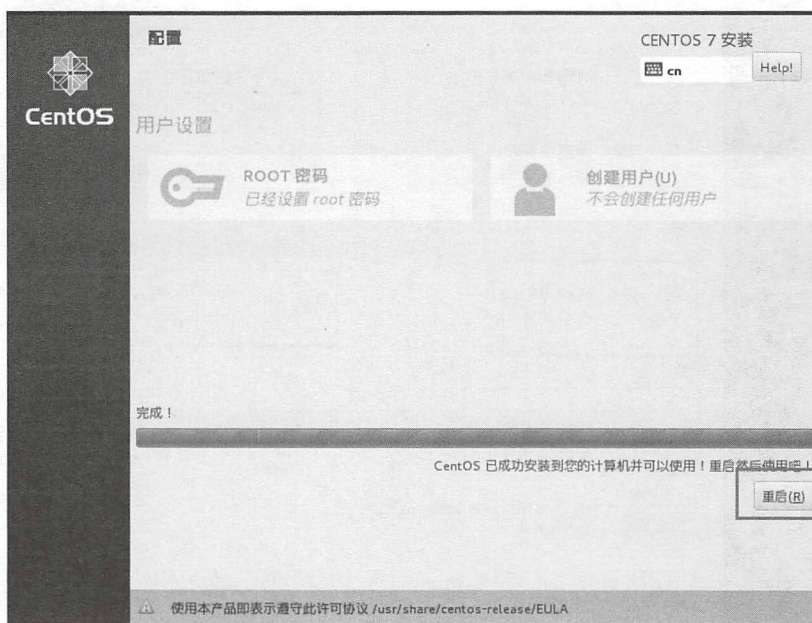 配置
CENTOS 7 安装
cn
Help!
CentOS
用户设置
ROOT 密码
已经设置 root 密码
创建用户(U)
不会创建任何用户
完成！
CentOS 已成功安装到您的计算机并可以使用！重启然后使用吧！
重启(R)
使用本产品即表示遵守此许可协议 /usr/share/centos-release/EULA